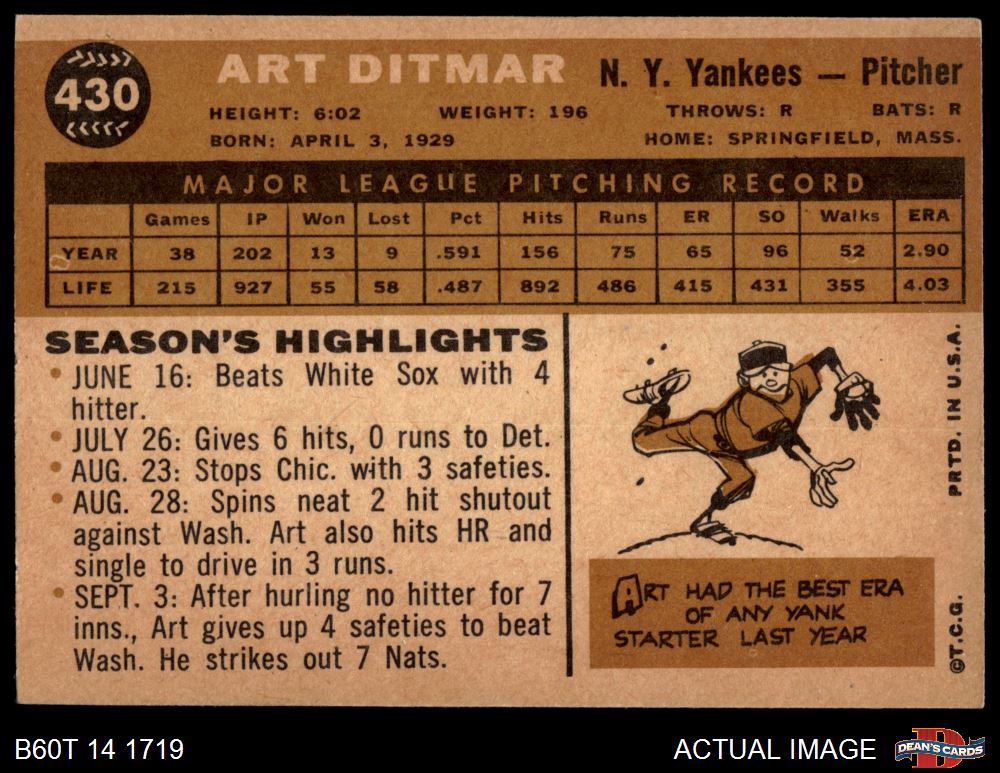 430
ART DITMAR
N. Y. Yankees — Pitcher
HEIGHT: 6:02 WEIGHT: 196 THROWS: R BATS: R
BORN: APRIL 3, 1929 HOME: SPRINGFIELD, MASS.
MAJOR LEAGUE PITCHING RECORD
Games IP Won Lost Pct Hits Runs ER SO Walks ERA
YEAR 38 202 13 9 .591 156 75 65 96 52 2.90
LIFE 215 927 55 58 .487 892 486 415 431 355 4.03
SEASON'S HIGHLIGHTS
• JUNE 16: Beats White Sox with 4
hitter.
• JULY 26: Gives 6 hits, 0 runs to Det.
• AUG. 23: Stops Chic. with 3 safeties.
• AUG. 28: Spins neat 2 hit shutout
against Wash. Art also hits HR and
single to drive in 3 runs.
• SEPT. 3: After hurling no hitter for 7
inns., Art gives up 4 safeties to beat
Wash. He strikes out 7 Nats.
ART HAD THE BEST ERA
OF ANY YANK
STARTER LAST YEAR
©T.C.G. PRTD. IN U.S.A.
B60T 14 1719
ACTUAL IMAGE
D
DEAN'S CARDS